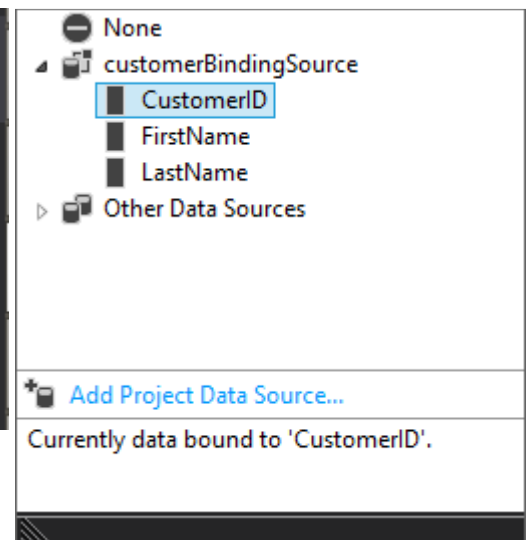 None
customerBindingSource
CustomerID
FirstName
LastName
Other Data Sources
Add Project Data Source...
Currently data bound to 'CustomerID'.